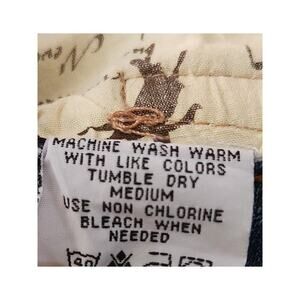 MACHINE WASH WARM
WITH LIKE COLORS
TUMBLE DRY
MEDIUM
USE NON CHLORINE
BLEACH WHEN
NEEDED